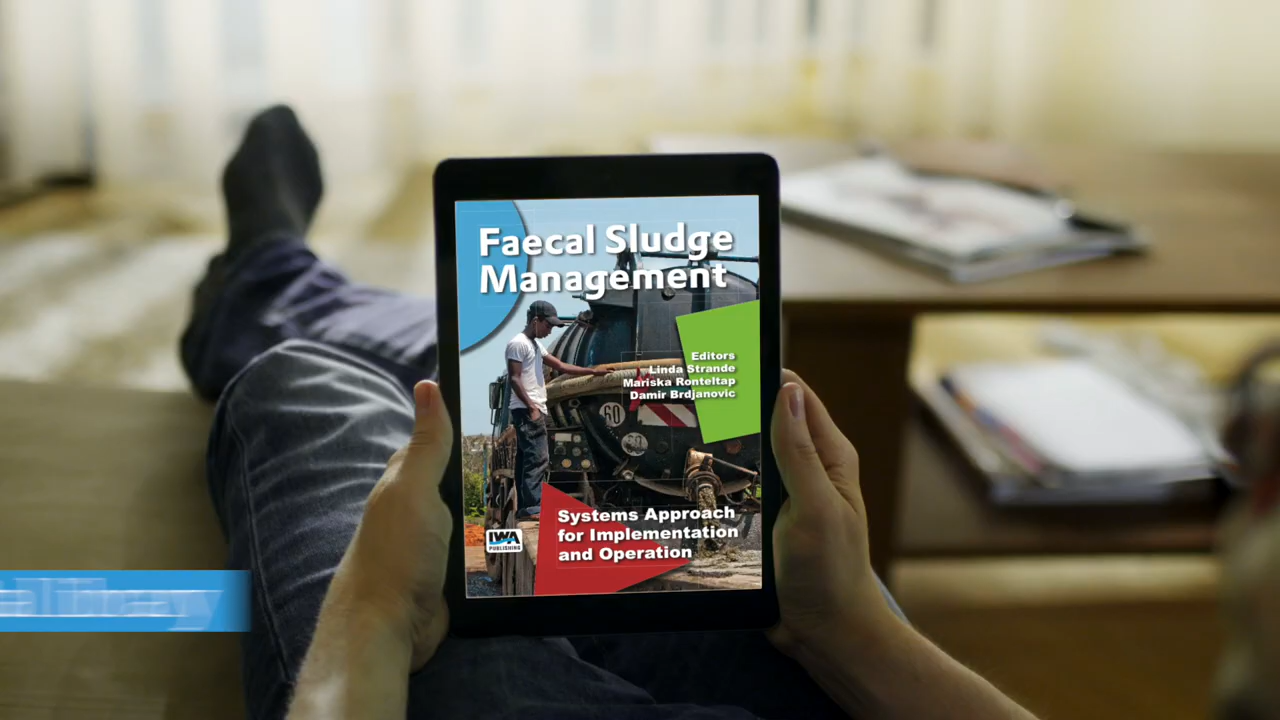 Faecal Sludge
Management
Editors
Linda Strande
Mariska Ronteltap
Damir Brdjanovic
60
Systems Approach
for Implementation
and Operation
IWA
PUBLISHING